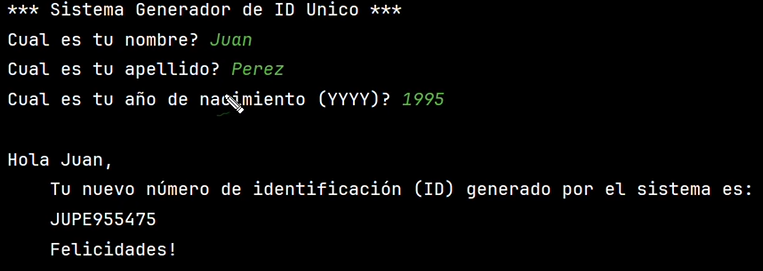 *** Sistema Generador de ID Unico ***
Cual es tu nombre? Juan
Cual es tu apellido? Perez
Cual es tu año de nacimiento (YYYY)? 1995
Hola Juan,
Tu nuevo número de identificación (ID) generado por el sistema es:
JUPE955475
Felicidades!